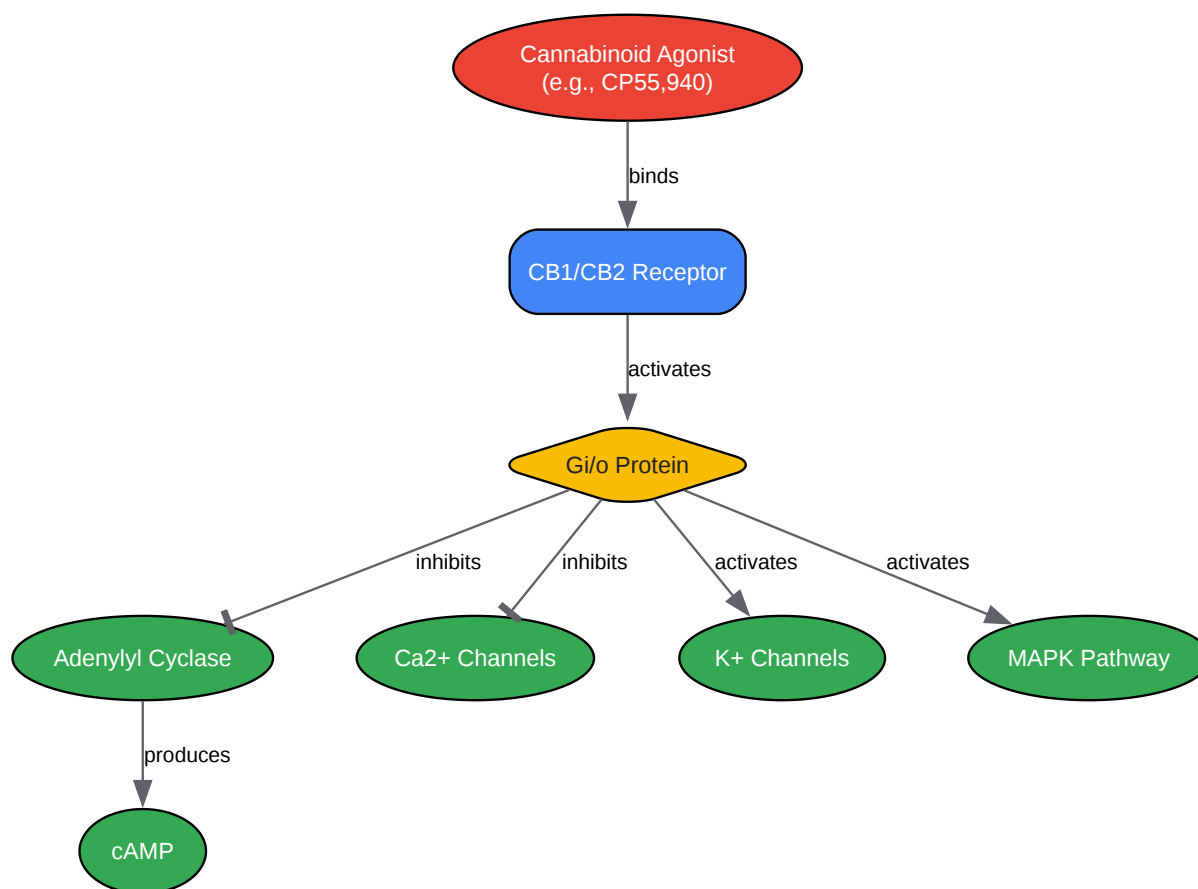 Cannabinoid Agonist
(e.g., CP55,940)
binds
CB1/CB2 Receptor
activates
Gi/o Protein
inhibits
inhibits
activates
activates
Adenylyl Cyclase
Ca2+ Channels
K+ Channels
MAPK Pathway
produces
cAMP